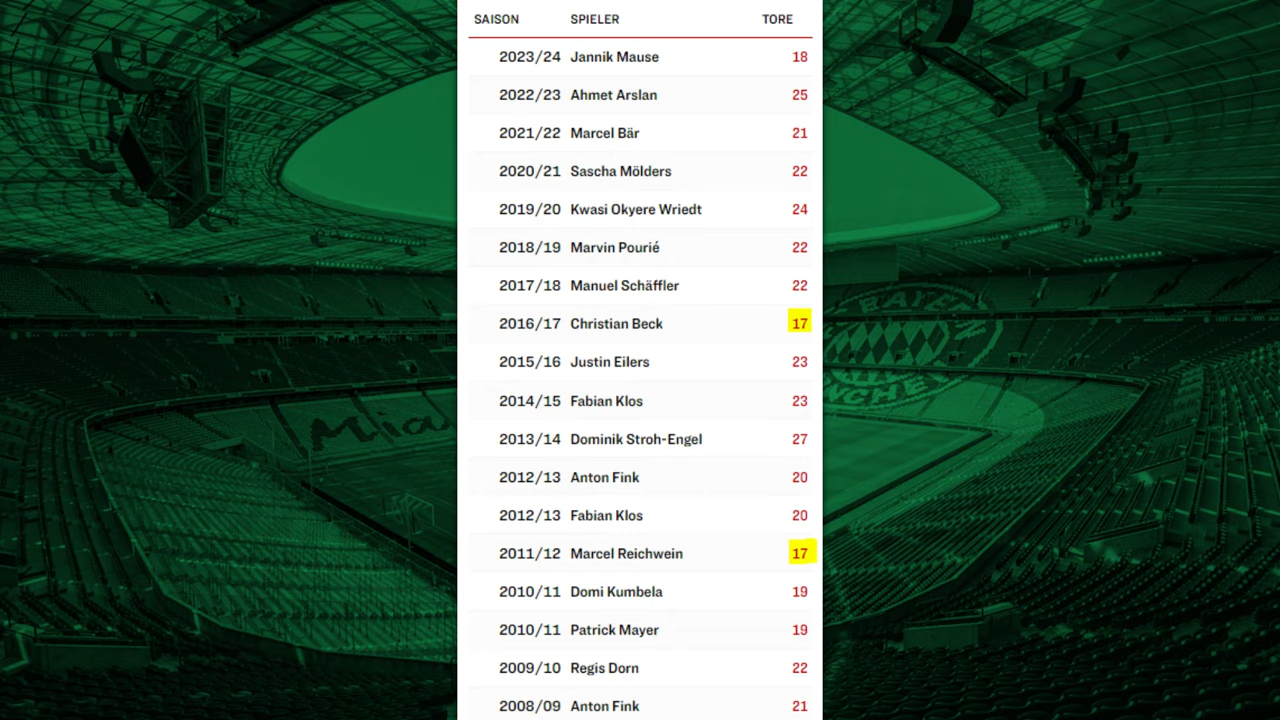 SAISON SPIELER TORE
2023/24 Jannik Mause 18
2022/23 Ahmet Arslan 25
2021/22 Marcel Bär 21
2020/21 Sascha Mölders 22
2019/20 Kwasi Okyere Wriedt 24
2018/19 Marvin Pourié 22
2017/18 Manuel Schäffler 22
2016/17 Christian Beck 17
2015/16 Justin Eilers 23
2014/15 Fabian Klos 23
2013/14 Dominik Stroh-Engel 27
2012/13 Anton Fink 20
2012/13 Fabian Klos 20
2011/12 Marcel Reichwein 17
2010/11 Domi Kumbela 19
2010/11 Patrick Mayer 19
2009/10 Regis Dorn 22
2008/09 Anton Fink 21
BAYERN
MÜNCHEN
Mia